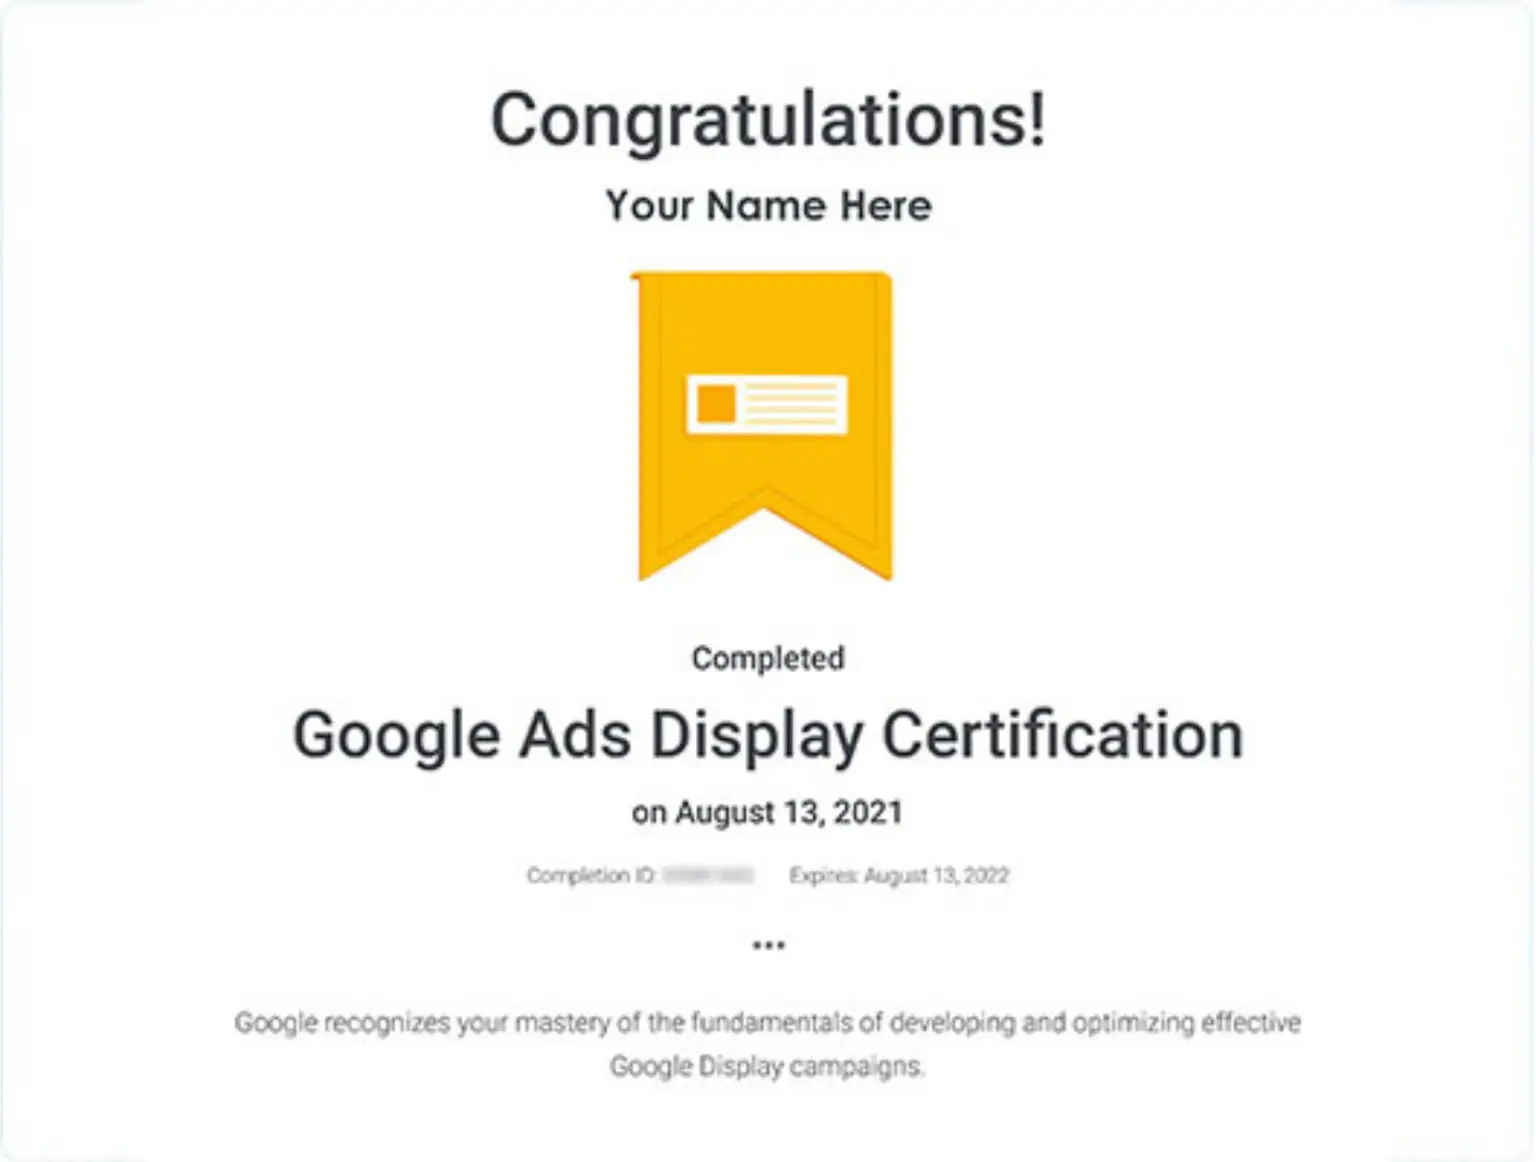 Congratulations!
Your Name Here
Completed
Google Ads Display Certification
on August 13, 2021
Completion ID: Expires: August 13, 2022
...
Google recognizes your mastery of the fundamentals of developing and optimizing effective
Google Display campaigns.